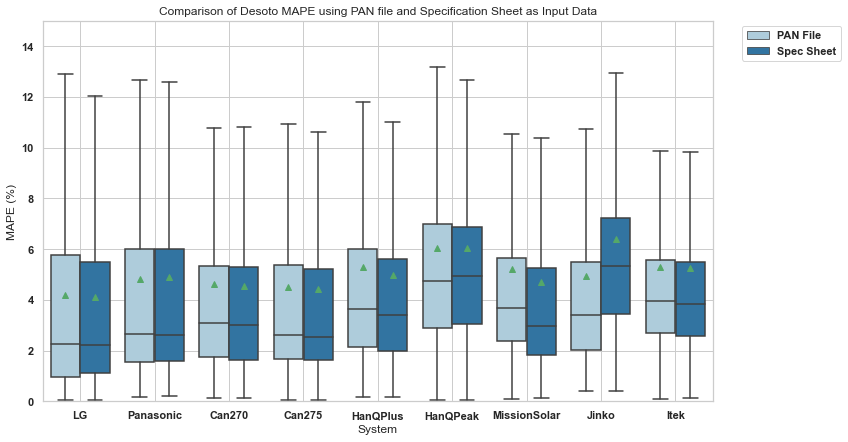 Comparison of Desoto MAPE using PAN file and Specification Sheet as Input Data
PAN File
Spec Sheet
MAPE (%)
14
12
10
8
6
4
2
0
LG Panasonic Can270 Can275 HanQPlus HanQPeak MissionSolar Jinko Itek
System